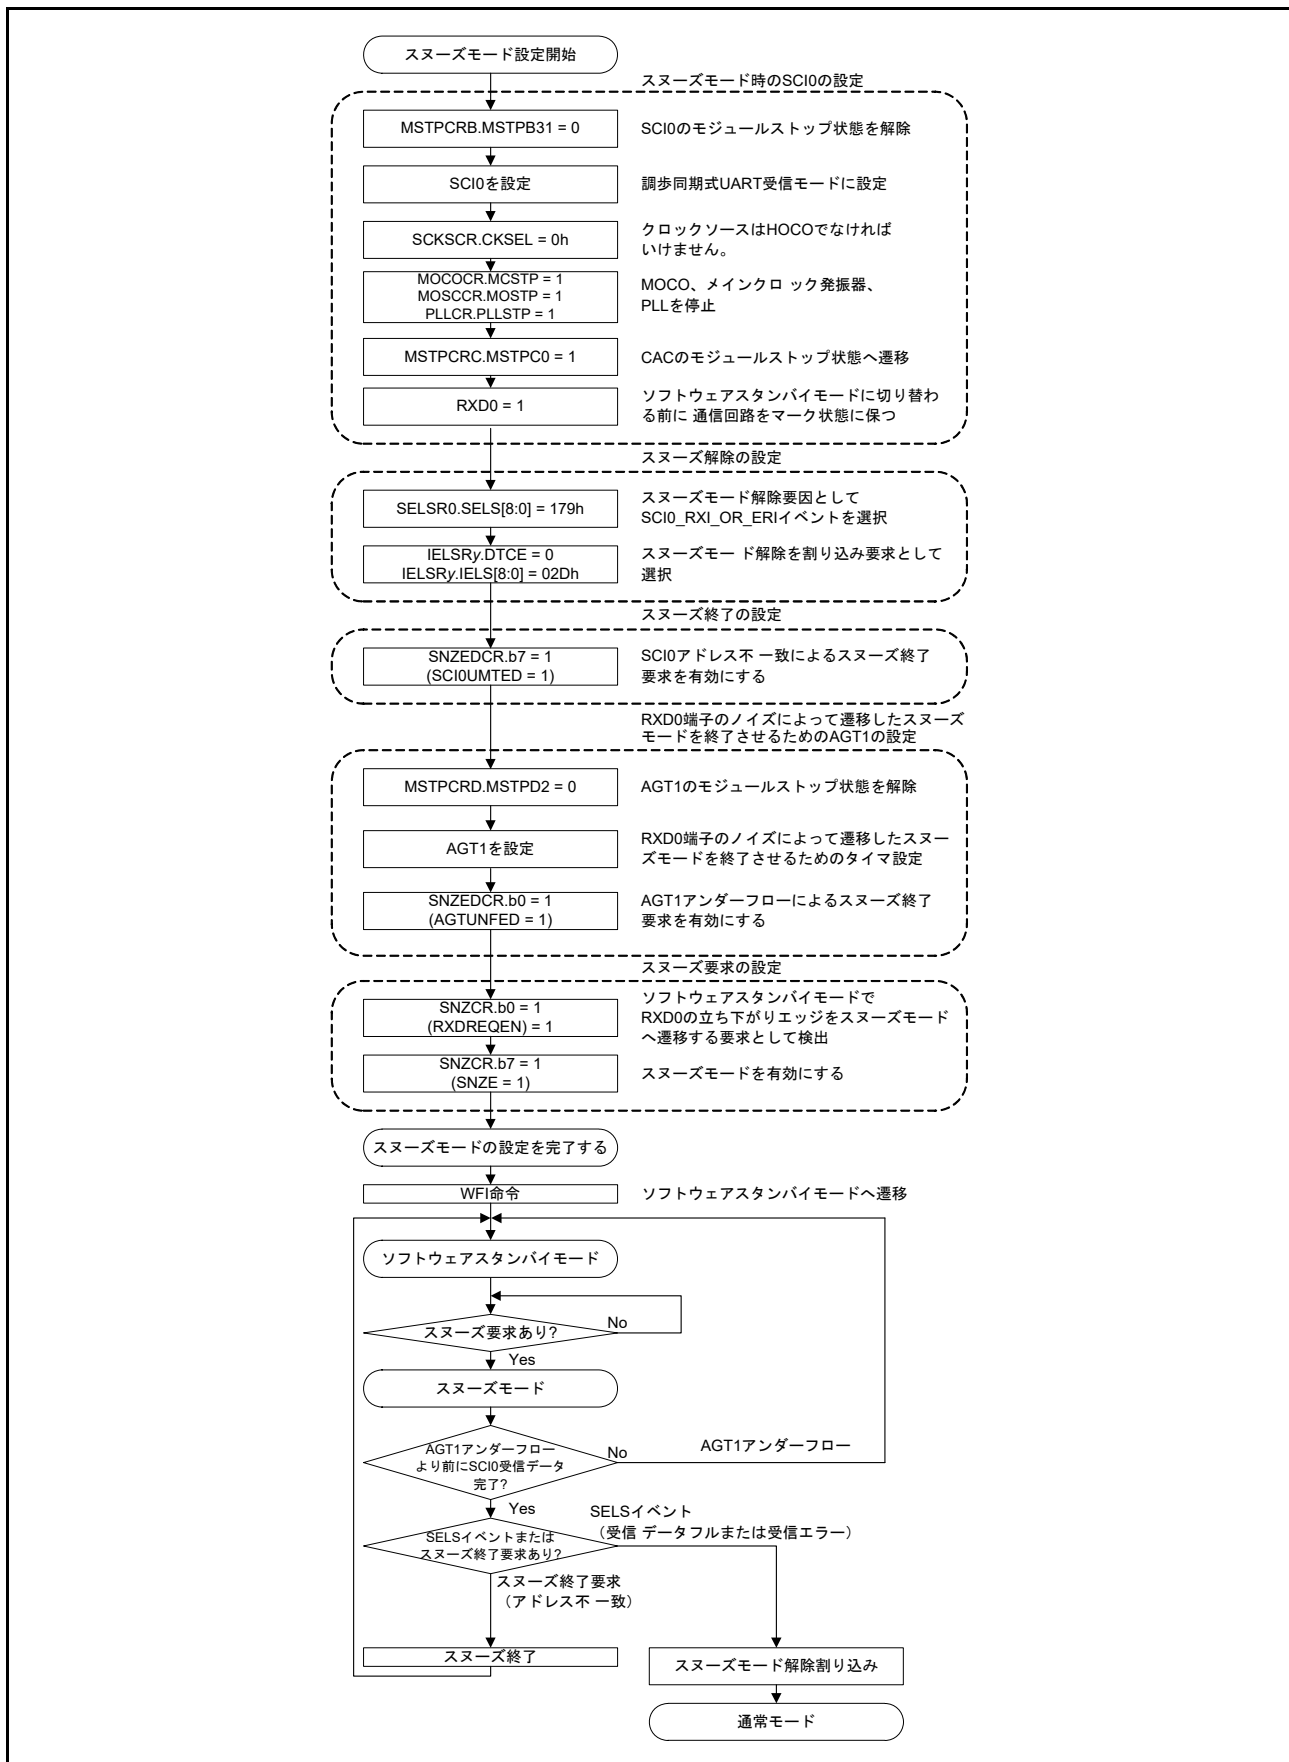 スヌーズモード設定開始
スヌーズモード時のSCI0の設定
MSTPCRB.MSTPB31 = 0
SCI0のモジュールストップ状態を解除
SCI0を設定
調歩同期式UART受信モードに設定
SCKSCR.CKSEL = 0h
クロックソースはHOCOでなければ
いけません。
MOCOCR.MCSTP = 1
MOSCCR.MOSTP = 1
PLLCR.PLLSTP = 1
MOCO、メインクロ ック発振器、
PLLを停止
MSTPCRC.MSTPC0 = 1
CACのモジュールストップ状態へ遷移
RXD0 = 1
ソフトウェアスタンバイモードに切り替わ
る前に 通信回路をマーク状態に保つ
スヌーズ解除の設定
SELSR0.SELS[8:0] = 179h
スヌーズモード解除要因として
SCI0_RXI_OR_ERIイベントを選択
IELSRy.DTCE = 0
IELSRy.IELS[8:0] = 02Dh
スヌーズモー ド解除を割り込み要求として
選択
スヌーズ終了の設定
SNZEDCR.b7 = 1
(SCI0UMTED = 1)
SCI0アドレス不 一致によるスヌーズ終了
要求を有効にする
RXD0端子のノイズによって遷移したスヌーズ
モードを終了させるためのAGT1の設定
MSTPCRD.MSTPD2 = 0
AGT1のモジュールストップ状態を解除
AGT1を設定
RXD0端子のノイズによって遷移したスヌー
ズモードを終了させるためのタイマ設定
SNZEDCR.b0 = 1
(AGTUNFED = 1)
AGT1アンダーフローによるスヌーズ終了
要求を有効にする
スヌーズ要求の設定
SNZCR.b0 = 1
(RXDREQEN) = 1
ソフトウェアスタンバイモードで
RXD0の立ち下がりエッジをスヌーズモード
へ遷移する要求として検出
SNZCR.b7 = 1
(SNZE = 1)
スヌーズモードを有効にする
スヌーズモードの設定を完了する
WFI命令
ソフトウェアスタンバイモードへ遷移
ソフトウェアスタンバイモード
スヌーズ要求あり?
No
Yes
スヌーズモード
AGT1アンダーフロー
より前にSCI0受信データ
完了?
No
AGT1アンダーフロー
Yes
SELSイベント
（受信 データフルまたは受信エラー）
SELSイベントまたは
スヌーズ終了要求あり?
スヌーズ終了要求
（アドレス不 一致）
スヌーズ終了
スヌーズモード解除割り込み
通常モード